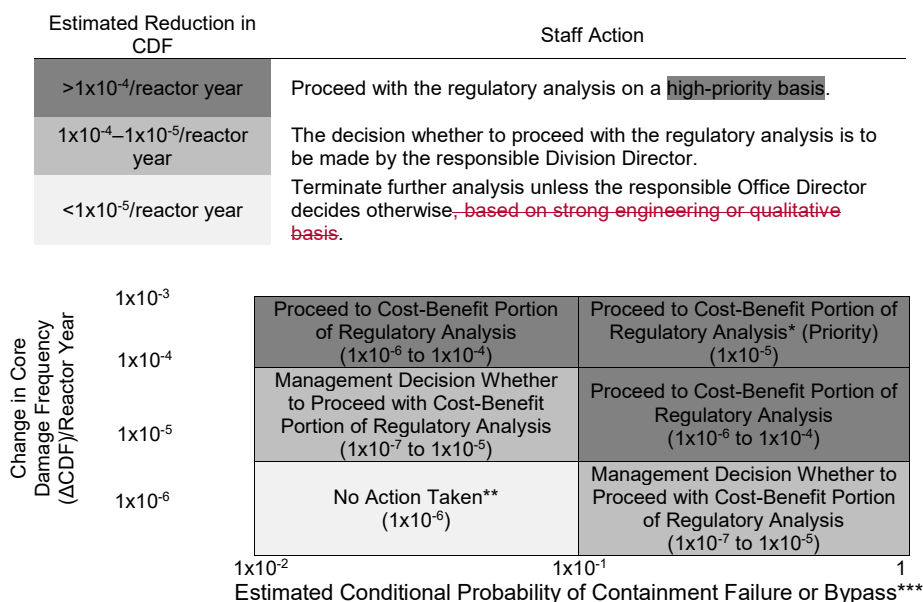 Estimated Reduction in
CDF
Staff Action
>1x10⁻⁴/reactor year
Proceed with the regulatory analysis on a high-priority basis.
1x10⁻⁴–1x10⁻⁵/reactor
year
The decision whether to proceed with the regulatory analysis is to
be made by the responsible Division Director.
<1x10⁻⁵/reactor year
Terminate further analysis unless the responsible Office Director
decides otherwise, based on strong engineering or qualitative
basis.
Change in Core
Damage Frequency
(ΔCDF)/Reactor Year
1x10⁻³
1x10⁻⁴
1x10⁻⁵
1x10⁻⁶
Proceed to Cost-Benefit Portion
of Regulatory Analysis
(1x10⁻⁶ to 1x10⁻⁴)
Proceed to Cost-Benefit Portion of
Regulatory Analysis* (Priority)
(1x10⁻⁵)
Management Decision Whether
to Proceed with Cost-Benefit
Portion of Regulatory Analysis
(1x10⁻⁷ to 1x10⁻⁵)
Proceed to Cost-Benefit Portion of
Regulatory Analysis
(1x10⁻⁶ to 1x10⁻⁴)
No Action Taken**
(1x10⁻⁶)
Management Decision Whether to
Proceed with Cost-Benefit Portion
of Regulatory Analysis
(1x10⁻⁷ to 1x10⁻⁵)
1x10⁻²
1x10⁻¹
1
Estimated Conditional Probability of Containment Failure or Bypass***